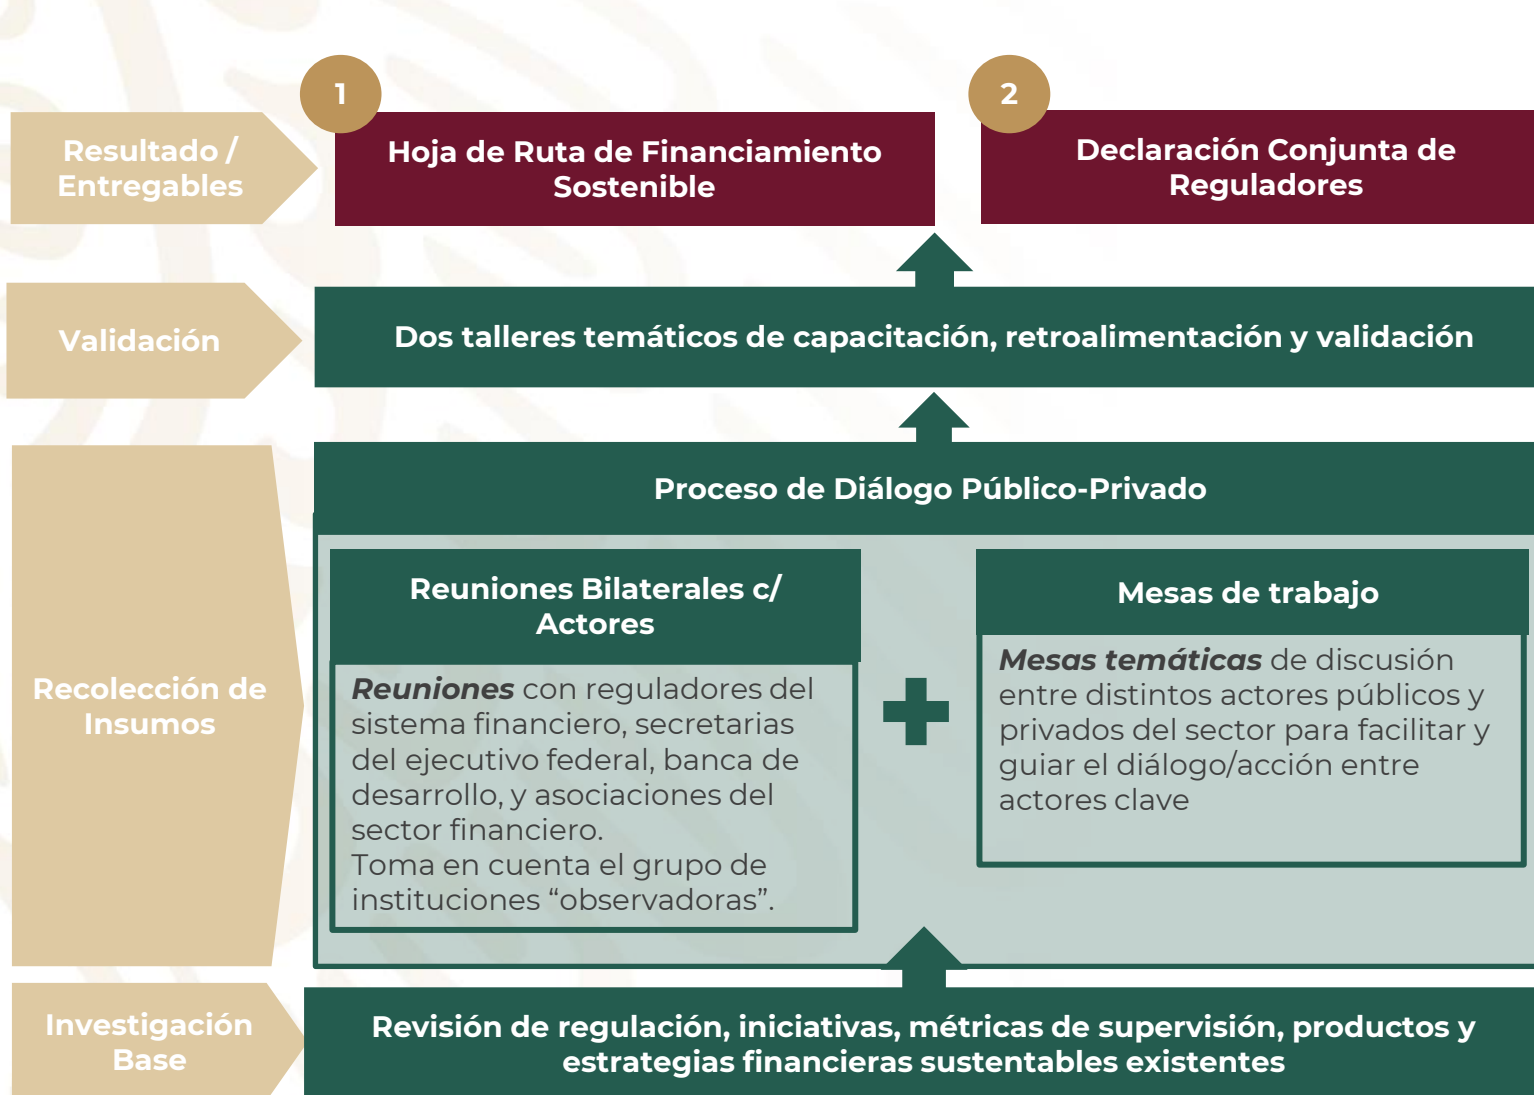 1
2
Resultado /
Entregables
Hoja de Ruta de Financiamiento
Sostenible
Declaración Conjunta de
Reguladores
Validación
Dos talleres temáticos de capacitación, retroalimentación y validación
Recolección de
Insumos
Proceso de Diálogo Público-Privado
Reuniones Bilaterales c/
Actores
Reuniones con reguladores del
sistema financiero, secretarias
del ejecutivo federal, banca de
desarrollo, y asociaciones del
sector financiero.
Toma en cuenta el grupo de
instituciones “observadoras”.
Mesas de trabajo
Mesas temáticas de discusión
entre distintos actores públicos y
privados del sector para facilitar y
guiar el diálogo/acción entre
actores clave
Investigación
Base
Revisión de regulación, iniciativas, métricas de supervisión, productos y
estrategias financieras sustentables existentes